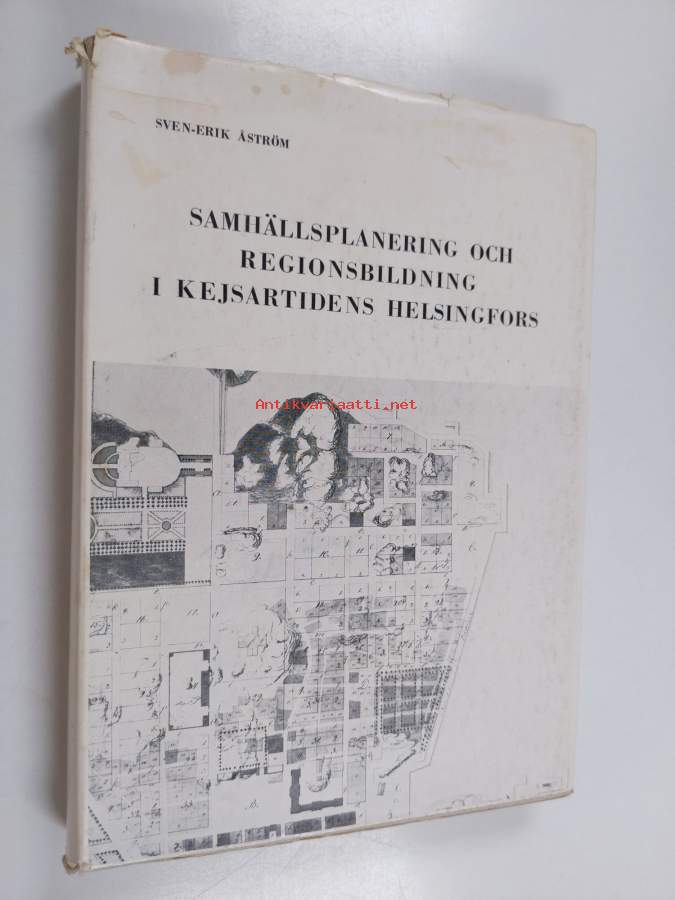 SVEN-ERIK ÅSTRÖM
SAMHÄLLSPLANERING OCH
REGIONSBILDNING
I KEJSARTIDENS HELSINGFORS
Antikvariaatti.net